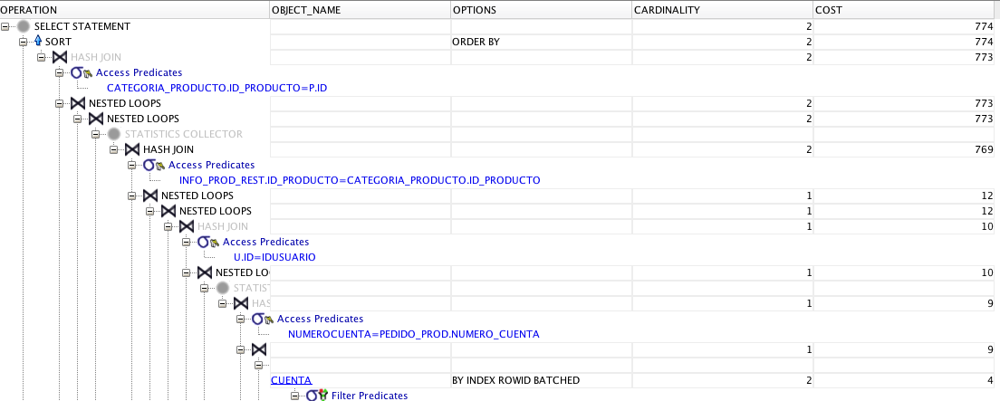 OPERATION OBJECT_NAME OPTIONS CARDINALITY COST
SELECT STATEMENT 2 774
SORT ORDER BY 2 774
HASH JOIN 2 773
Access Predicates
CATEGORIA_PRODUCTO.ID_PRODUCTO=P.ID
NESTED LOOPS 2 773
NESTED LOOPS 2 773
STATISTICS COLLECTOR
HASH JOIN 2 769
Access Predicates
INFO_PROD_REST.ID_PRODUCTO=CATEGORIA_PRODUCTO.ID_PRODUCTO
NESTED LOOPS 1 12
NESTED LOOPS 1 12
HASH JOIN 1 10
Access Predicates
U.ID=IDUSUARIO
NESTED LO 1 10
STATIS
HAS 1 9
Access Predicates
NUMEROCUENTA=PEDIDO_PROD.NUMERO_CUENTA
1 9
CUENTA BY INDEX ROWID BATCHED 2 4
Filter Predicates